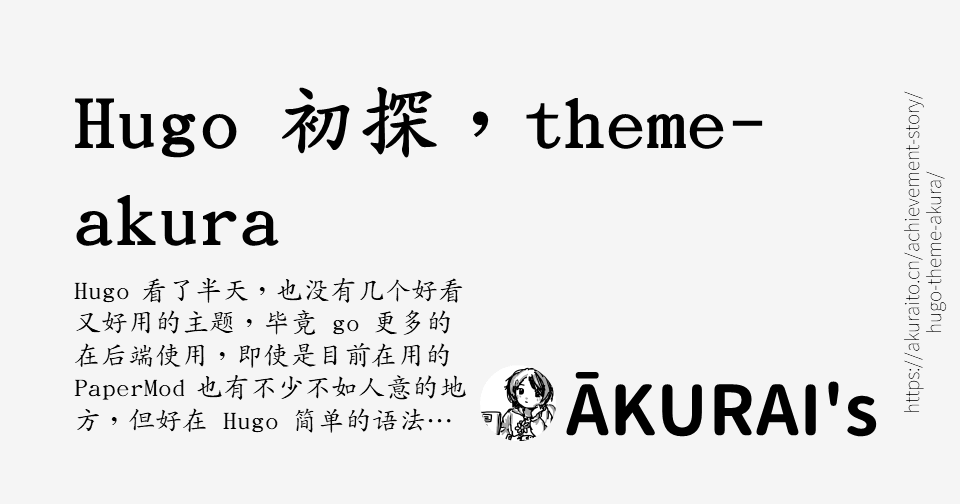 Hugo 初探，theme-
akura
Hugo 看了半天，也没有几个好看
又好用的主题，毕竟 go 更多的
在后端使用，即使是目前在用的
PaperMod 也有不少不如人意的地
方，但好在 Hugo 简单的语法…
ĀKURAI's
https://akuraito.cn/achievement-story/
hugo-theme-akura/